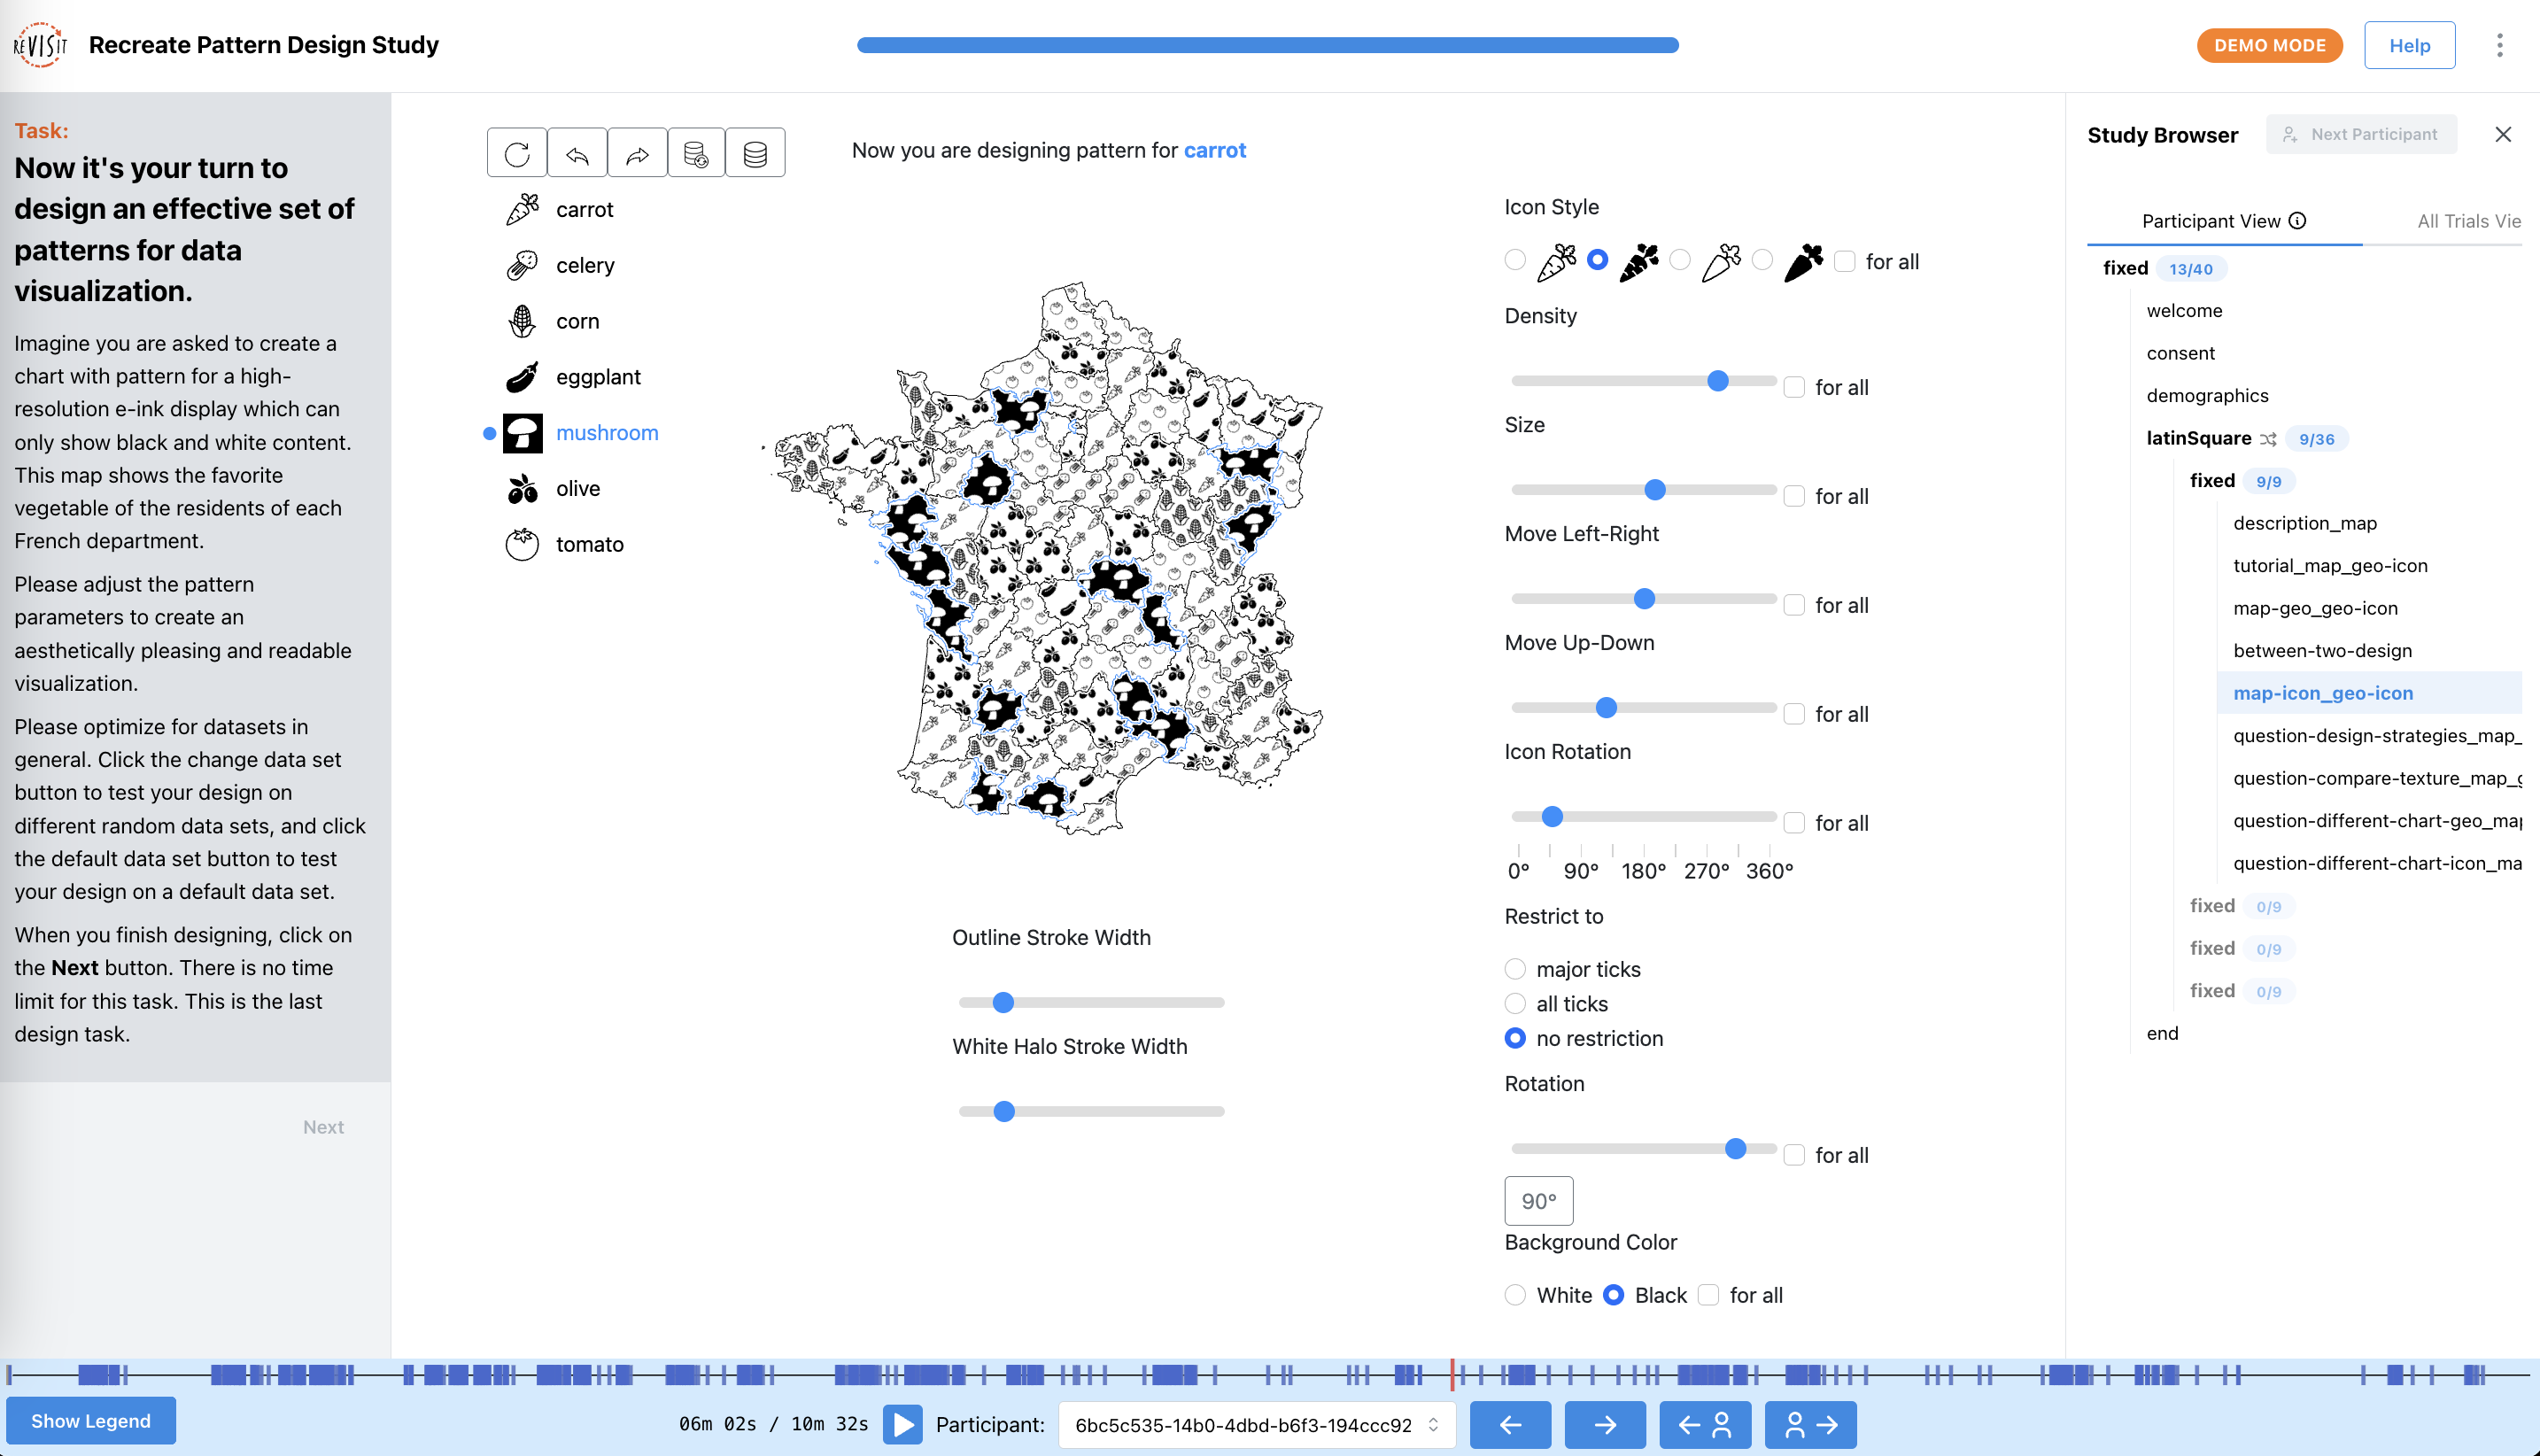 reVISit
Recreate Pattern Design Study
DEMO MODE
Help
Task:
Now it's your turn to
design an effective set of
patterns for data
visualization.
Imagine you are asked to create a
chart with pattern for a high-
resolution e-ink display which can
only show black and white content.
This map shows the favorite
vegetable of the residents of each
French department.
Please adjust the pattern
parameters to create an
aesthetically pleasing and readable
visualization.
Please optimize for datasets in
general. Click the change data set
button to test your design on
different random data sets, and click
the default data set button to test
your design on a default data set.
When you finish designing, click on
the Next button. There is no time
limit for this task. This is the last
design task.
Next
Now you are designing pattern for carrot
carrot
celery
corn
eggplant
mushroom
olive
tomato
Outline Stroke Width
White Halo Stroke Width
Icon Style
for all
Density
for all
Size
for all
Move Left-Right
for all
Move Up-Down
for all
Icon Rotation
for all
0° 90° 180° 270° 360°
Restrict to
major ticks
all ticks
no restriction
Rotation
for all
90°
Background Color
White Black for all
Study Browser
Next Participant
Participant View
All Trials Vie
fixed 13/40
welcome
consent
demographics
latinSquare 9/36
fixed 9/9
description_map
tutorial_map_geo-icon
map-geo_geo-icon
between-two-design
map-icon_geo-icon
question-design-strategies_map_
question-compare-texture_map_g
question-different-chart-geo_map
question-different-chart-icon_ma
fixed 0/9
fixed 0/9
fixed 0/9
end
Show Legend
06m 02s / 10m 32s
Participant:
6bc5c535-14b0-4dbd-b6f3-194ccc92